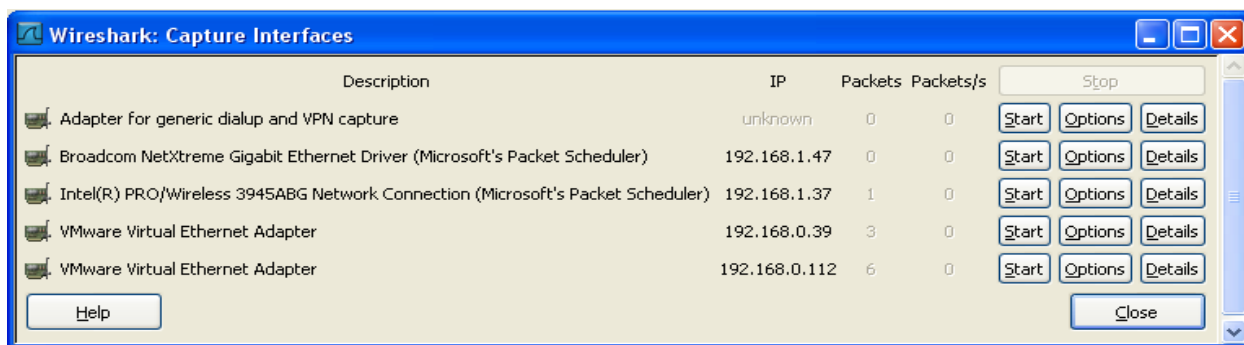 Wireshark: Capture Interfaces
Description IP Packets Packets/s Stop
Adapter for generic dialup and VPN capture unknown 0 0 Start Options Details
Broadcom NetXtreme Gigabit Ethernet Driver (Microsoft's Packet Scheduler) 192.168.1.47 0 0 Start Options Details
Intel(R) PRO/Wireless 3945ABG Network Connection (Microsoft's Packet Scheduler) 192.168.1.37 1 0 Start Options Details
VMware Virtual Ethernet Adapter 192.168.0.39 3 0 Start Options Details
VMware Virtual Ethernet Adapter 192.168.0.112 6 0 Start Options Details
Help Close